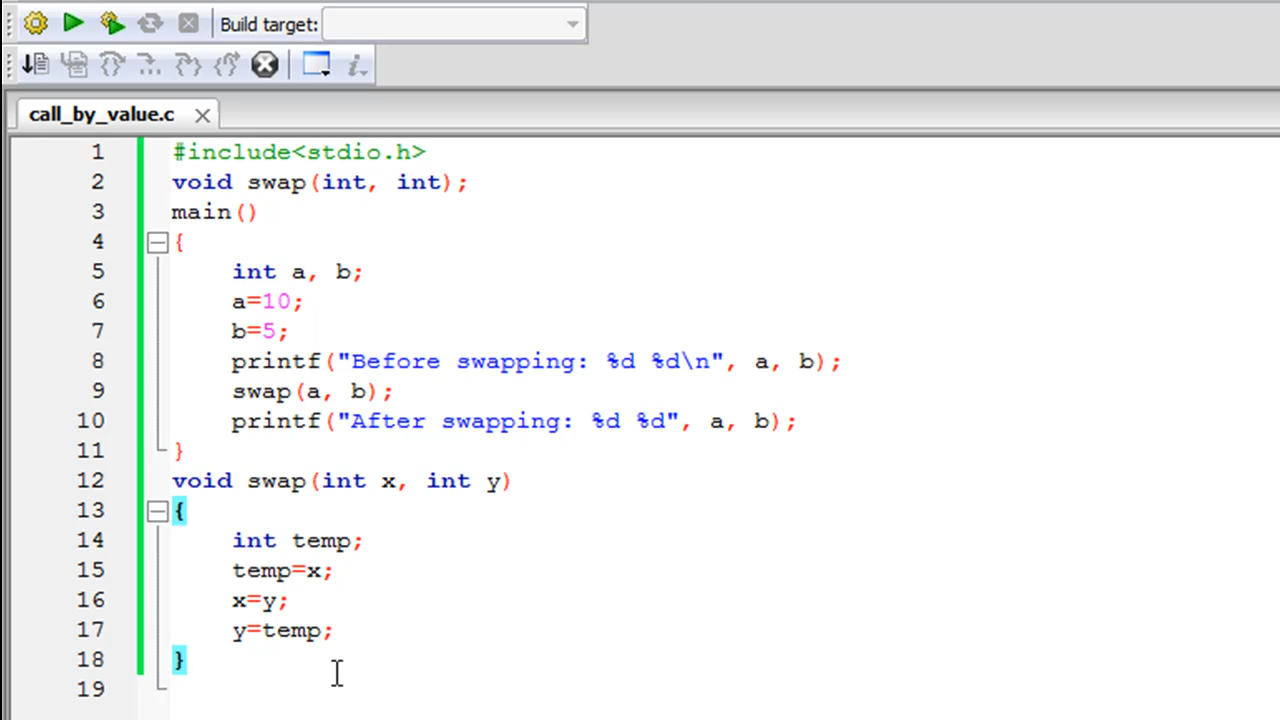 Build target:
call_by_value.c
1 #include<stdio.h>
2 void swap(int, int);
3 main()
4 {
5 int a, b;
6 a=10;
7 b=5;
8 printf("Before swapping: %d %d\n", a, b);
9 swap(a, b);
10 printf("After swapping: %d %d", a, b);
11 }
12 void swap(int x, int y)
13 {
14 int temp;
15 temp=x;
16 x=y;
17 y=temp;
18 }
19